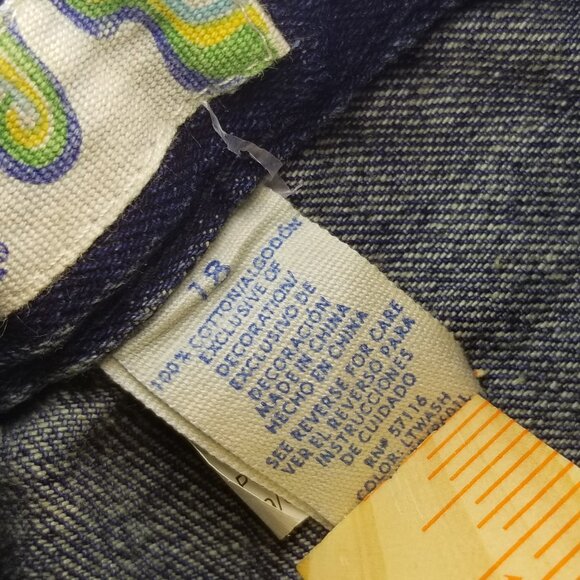 18
100% COTTON/ALGODÓN
EXCLUSIVE OF
DECORATION/
EXCLUSIVO DE
DECORACIÓN
MADE IN CHINA
HECHO EN CHINA
SEE REVERSE FOR CARE
VER EL REVERSO PARA
INSTRUCCIONES
DE CUIDADO
RN# 57116
COLOR: LTWASH